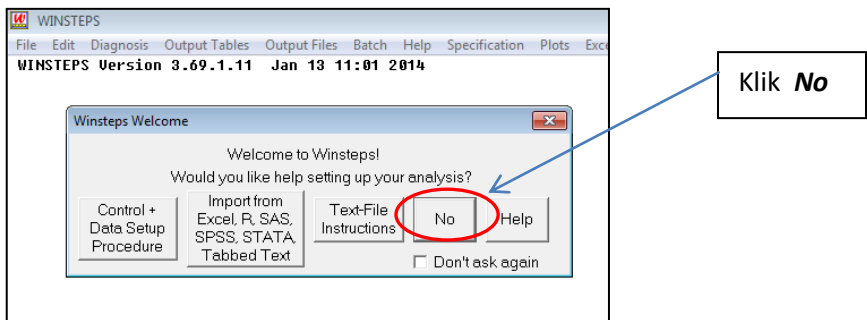 WINSTEPS
File Edit Diagnosis Output Tables Output Files Batch Help Specification Plots Exce
WINSTEPS Version 3.69.1.11 Jan 13 11:01 2014
Klik No
Winsteps Welcome
Welcome to Winsteps!
Would you like help setting up your analysis?
Control +
Data Setup
Procedure
Import from
Excel, R, SAS,
SPSS, STATA,
Tabbed Text
Text-File
Instructions
No
Help
Don't ask again